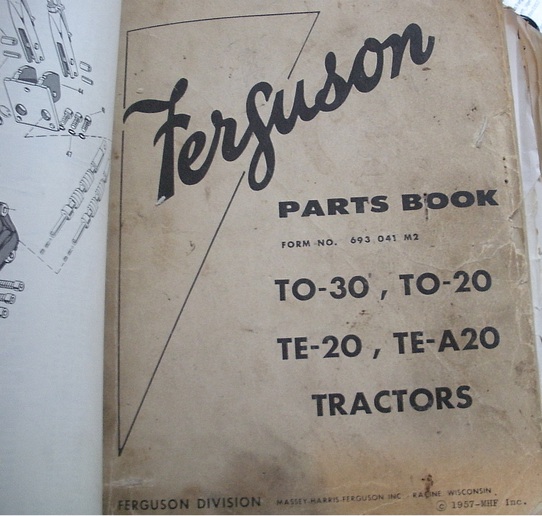 Ferguson
PARTS BOOK
FORM NO. 693 041 M2
TO-30, TO-20
TE-20, TE-A20
TRACTORS
FERGUSON DIVISION MASSEY-HARRIS-FERGUSON INC. RACINE, WISCONSIN
© 1957-MHF Inc.